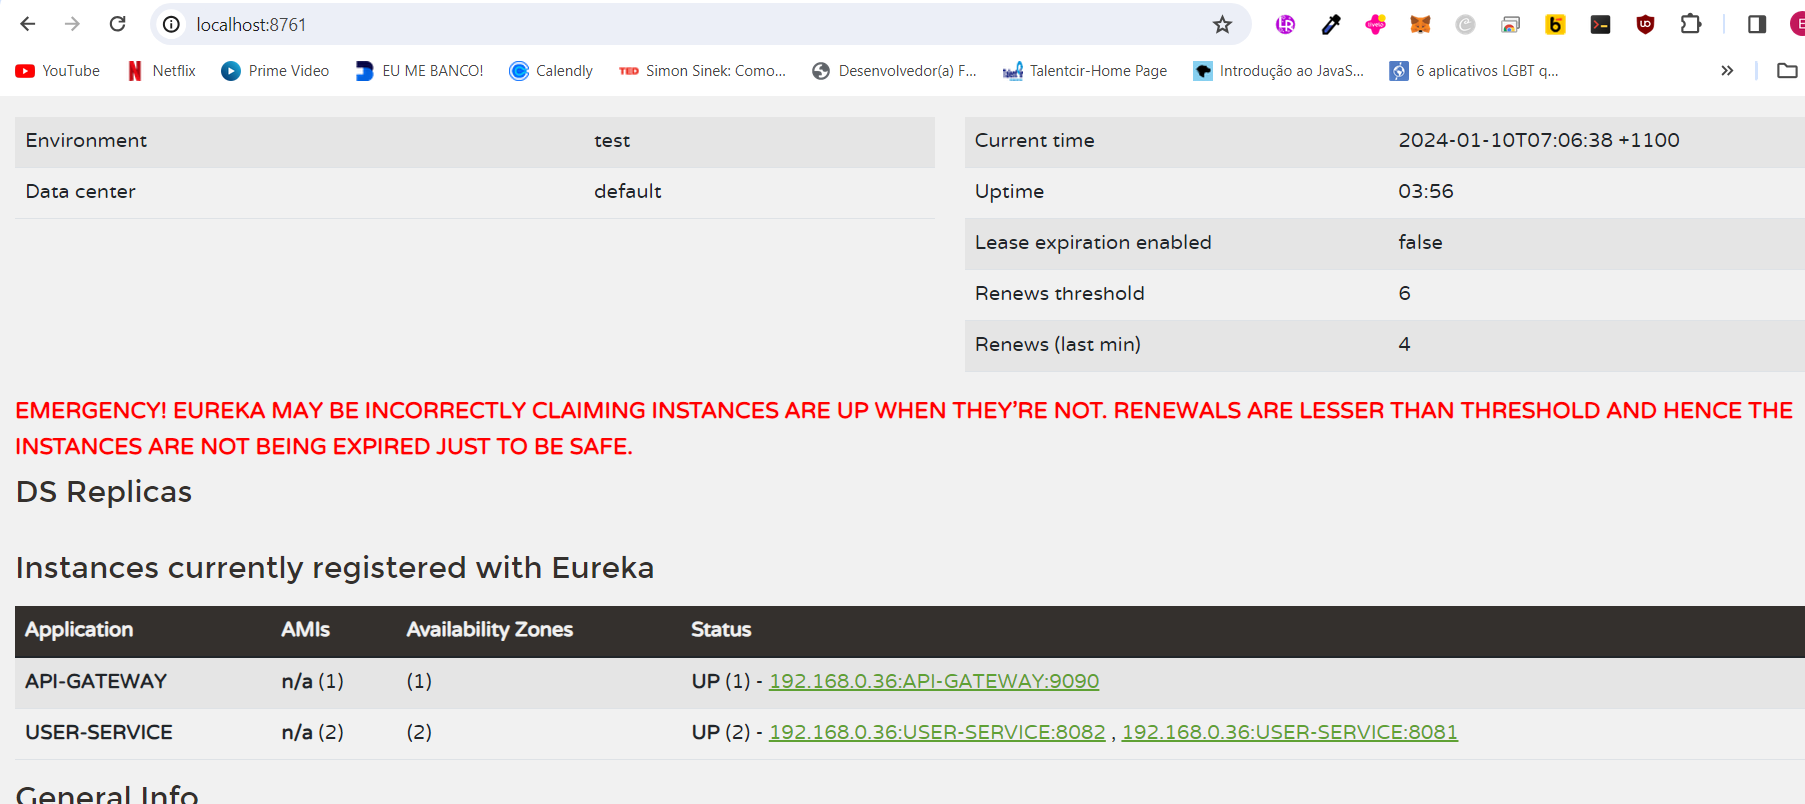 localhost:8761
YouTube Netflix Prime Video EU ME BANCO! Calendly TED Simon Sinek: Como... Desenvolvedor(a) F... Talentcir-Home Page Introdução ao JavaS... 6 aplicativos LGBT q... »
Environment test
Data center default
Current time 2024-01-10T07:06:38 +1100
Uptime 03:56
Lease expiration enabled false
Renews threshold 6
Renews (last min) 4
EMERGENCY! EUREKA MAY BE INCORRECTLY CLAIMING INSTANCES ARE UP WHEN THEY’RE NOT. RENEWALS ARE LESSER THAN THRESHOLD AND HENCE THE
INSTANCES ARE NOT BEING EXPIRED JUST TO BE SAFE.
DS Replicas
Instances currently registered with Eureka
Application AMIs Availability Zones Status
API-GATEWAY n/a (1) (1) UP (1) - 192.168.0.36:API-GATEWAY:9090
USER-SERVICE n/a (2) (2) UP (2) - 192.168.0.36:USER-SERVICE:8082 , 192.168.0.36:USER-SERVICE:8081
General Info